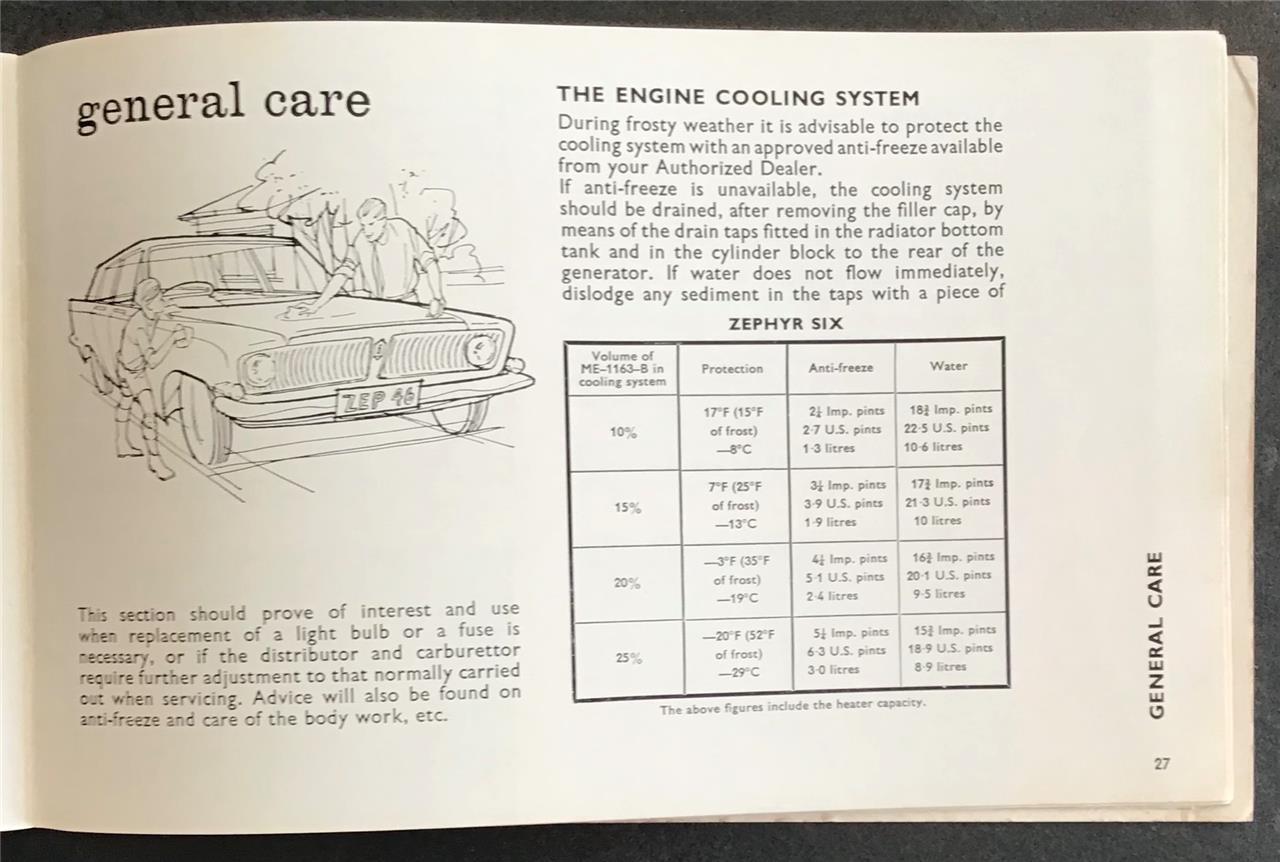 general care
ZEP 46
This section should prove of interest and use
when replacement of a light bulb or a fuse is
necessary, or if the distributor and carburettor
require further adjustment to that normally carried
out when servicing. Advice will also be found on
anti-freeze and care of the body work, etc.
THE ENGINE COOLING SYSTEM
During frosty weather it is advisable to protect the
cooling system with an approved anti-freeze available
from your Authorized Dealer.
If anti-freeze is unavailable, the cooling system
should be drained, after removing the filler cap, by
means of the drain taps fitted in the radiator bottom
tank and in the cylinder block to the rear of the
generator. If water does not flow immediately,
dislodge any sediment in the taps with a piece of
ZEPHYR SIX
Volume of
ME–1163–B in
cooling system
Protection
Anti-freeze
Water
10%
17°F (15°F
of frost)
—8°C
2¼ Imp. pints
2·7 U.S. pints
1·3 litres
18¾ Imp. pints
22·5 U.S. pints
10·6 litres
15%
7°F (25°F
of frost)
—13°C
3¼ Imp. pints
3·9 U.S. pints
1·9 litres
17¾ Imp. pints
21·3 U.S. pints
10 litres
20%
—3°F (35°F
of frost)
—19°C
4¼ Imp. pints
5·1 U.S. pints
2·4 litres
16¾ Imp. pints
20·1 U.S. pints
9·5 litres
25%
—20°F (52°F
of frost)
—29°C
5¼ Imp. pints
6·3 U.S. pints
3·0 litres
15¾ Imp. pints
18·9 U.S. pints
8·9 litres
The above figures include the heater capacity.
GENERAL CARE
27